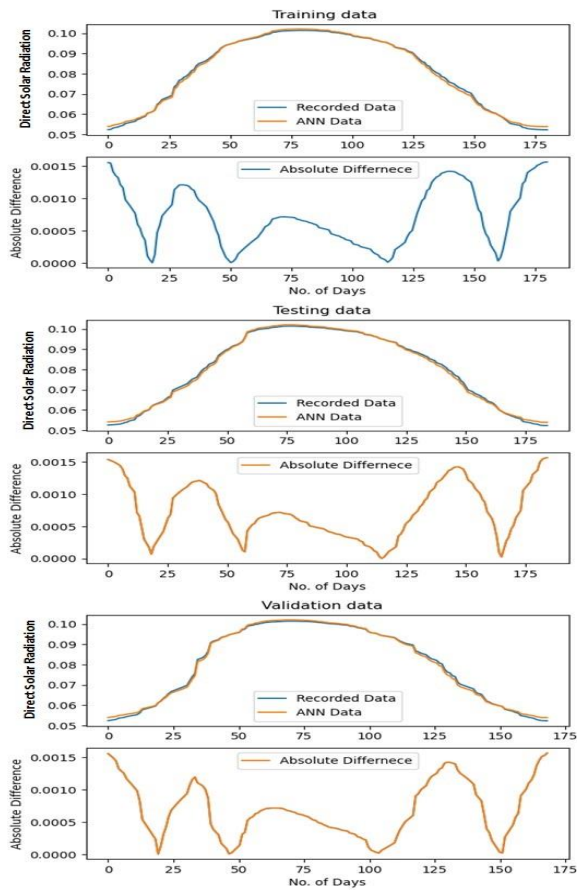 Training data
Direct Solar Radiation
0.10
0.09
0.08
0.07
0.06
0.05
Recorded Data
ANN Data
0 25 50 75 100 125 150 175
Absolute Difference
0.0015
0.0010
0.0005
0.0000
Absolute Differnece
0 25 50 75 100 125 150 175
No. of Days
Testing data
Direct Solar Radiation
0.10
0.09
0.08
0.07
0.06
0.05
Recorded Data
ANN Data
0 25 50 75 100 125 150 175
Absolute Difference
0.0015
0.0010
0.0005
0.0000
Absolute Differnece
0 25 50 75 100 125 150 175
No. of Days
Validation data
Direct Solar Radiation
0.10
0.09
0.08
0.07
0.06
0.05
Recorded Data
ANN Data
0 25 50 75 100 125 150 175
Absolute Difference
0.0015
0.0010
0.0005
0.0000
Absolute Differnece
0 25 50 75 100 125 150 175
No. of Days